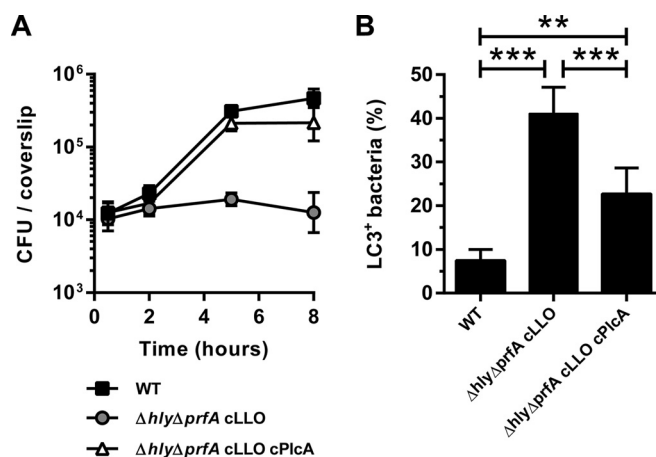 A
CFU / coverslip
10⁶
10⁵
10⁴
10³
0 2 4 6 8
Time (hours)
WT
ΔhlyΔprfA cLLO
ΔhlyΔprfA cLLO cPlcA
B
**
*** ***
LC3⁺ bacteria (%)
50
40
30
20
10
0
WT
ΔhlyΔprfA cLLO
ΔhlyΔprfA cLLO cPlcA